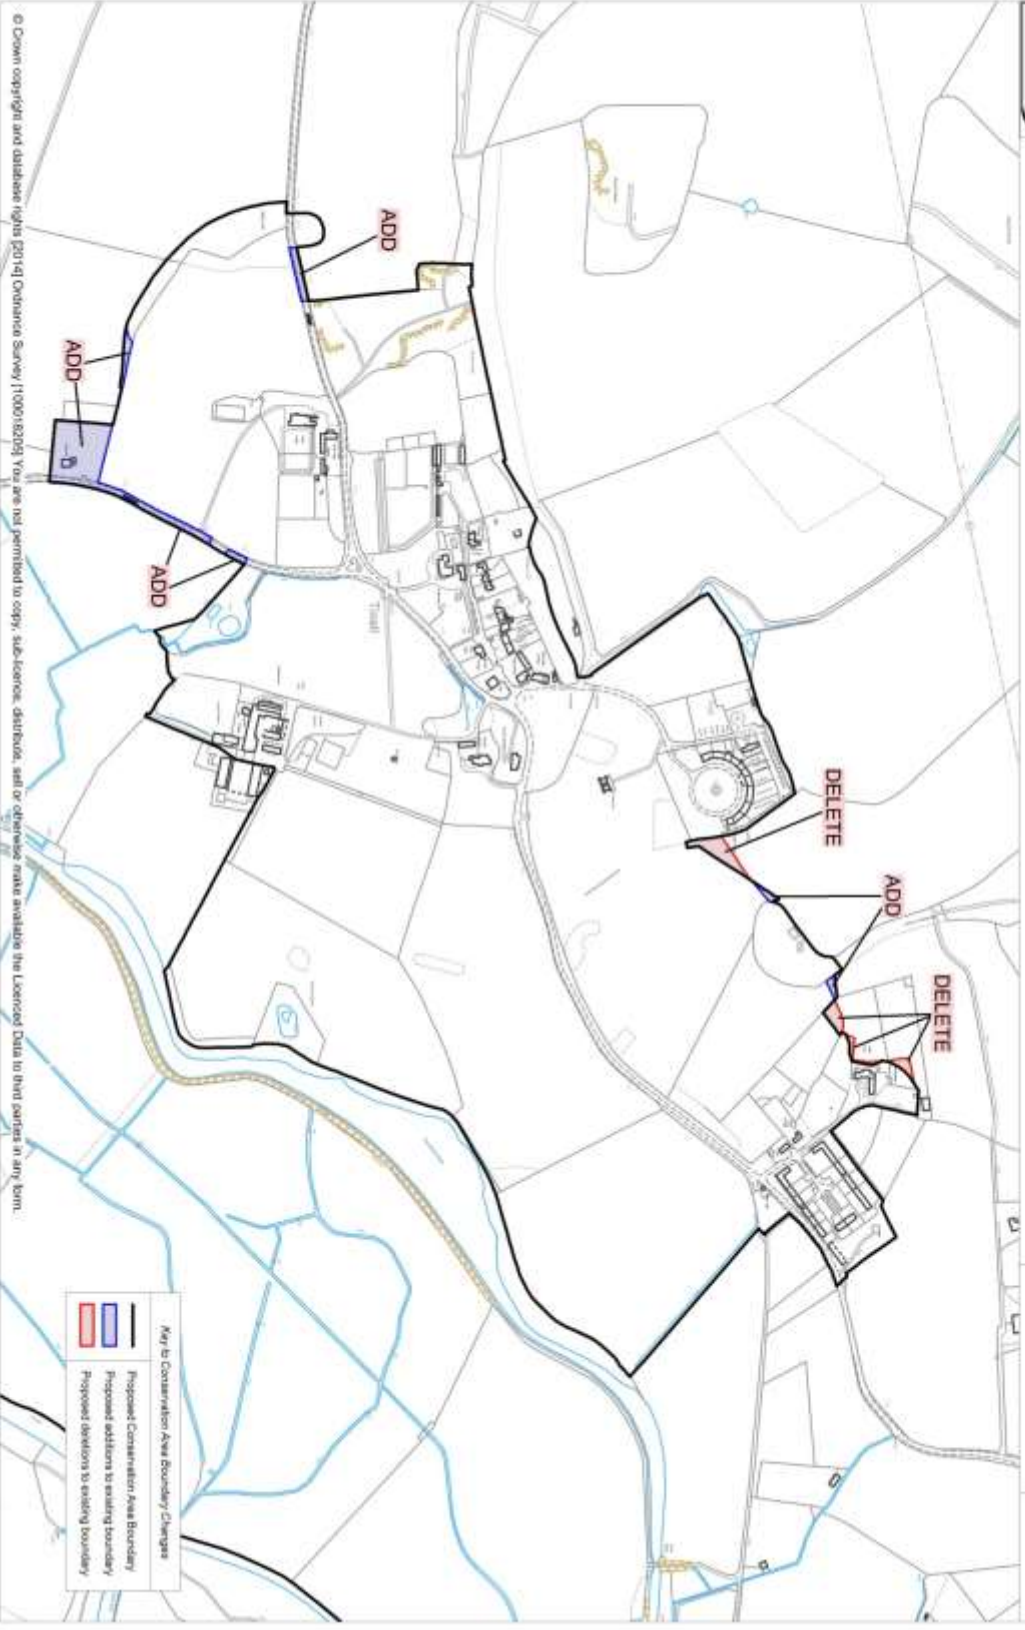 ADD
ADD
ADD
DELETE
ADD
DELETE
Tixall
Key to Conservation Area Boundary Changes
Proposed Conservation Area Boundary
Proposed additions to existing boundary
Proposed deletions to existing boundary
© Crown copyright and database rights [2014] Ordnance Survey [100018205] You are not permitted to copy, sub-licence, distribute, sell or otherwise make available the Licenced Data to third parties in any form.